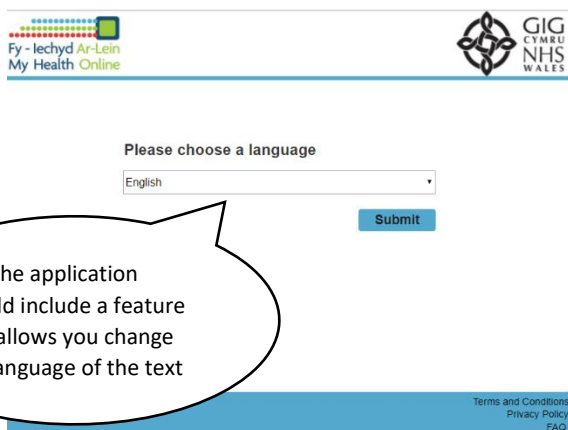 Fy - Iechyd Ar-Lein
My Health Online
GIG
CYMRU
NHS
WALES
Please choose a language
English
Submit
he application
ld include a feature
allows you change
anguage of the text
Terms and Conditions
Privacy Policy
FAQ